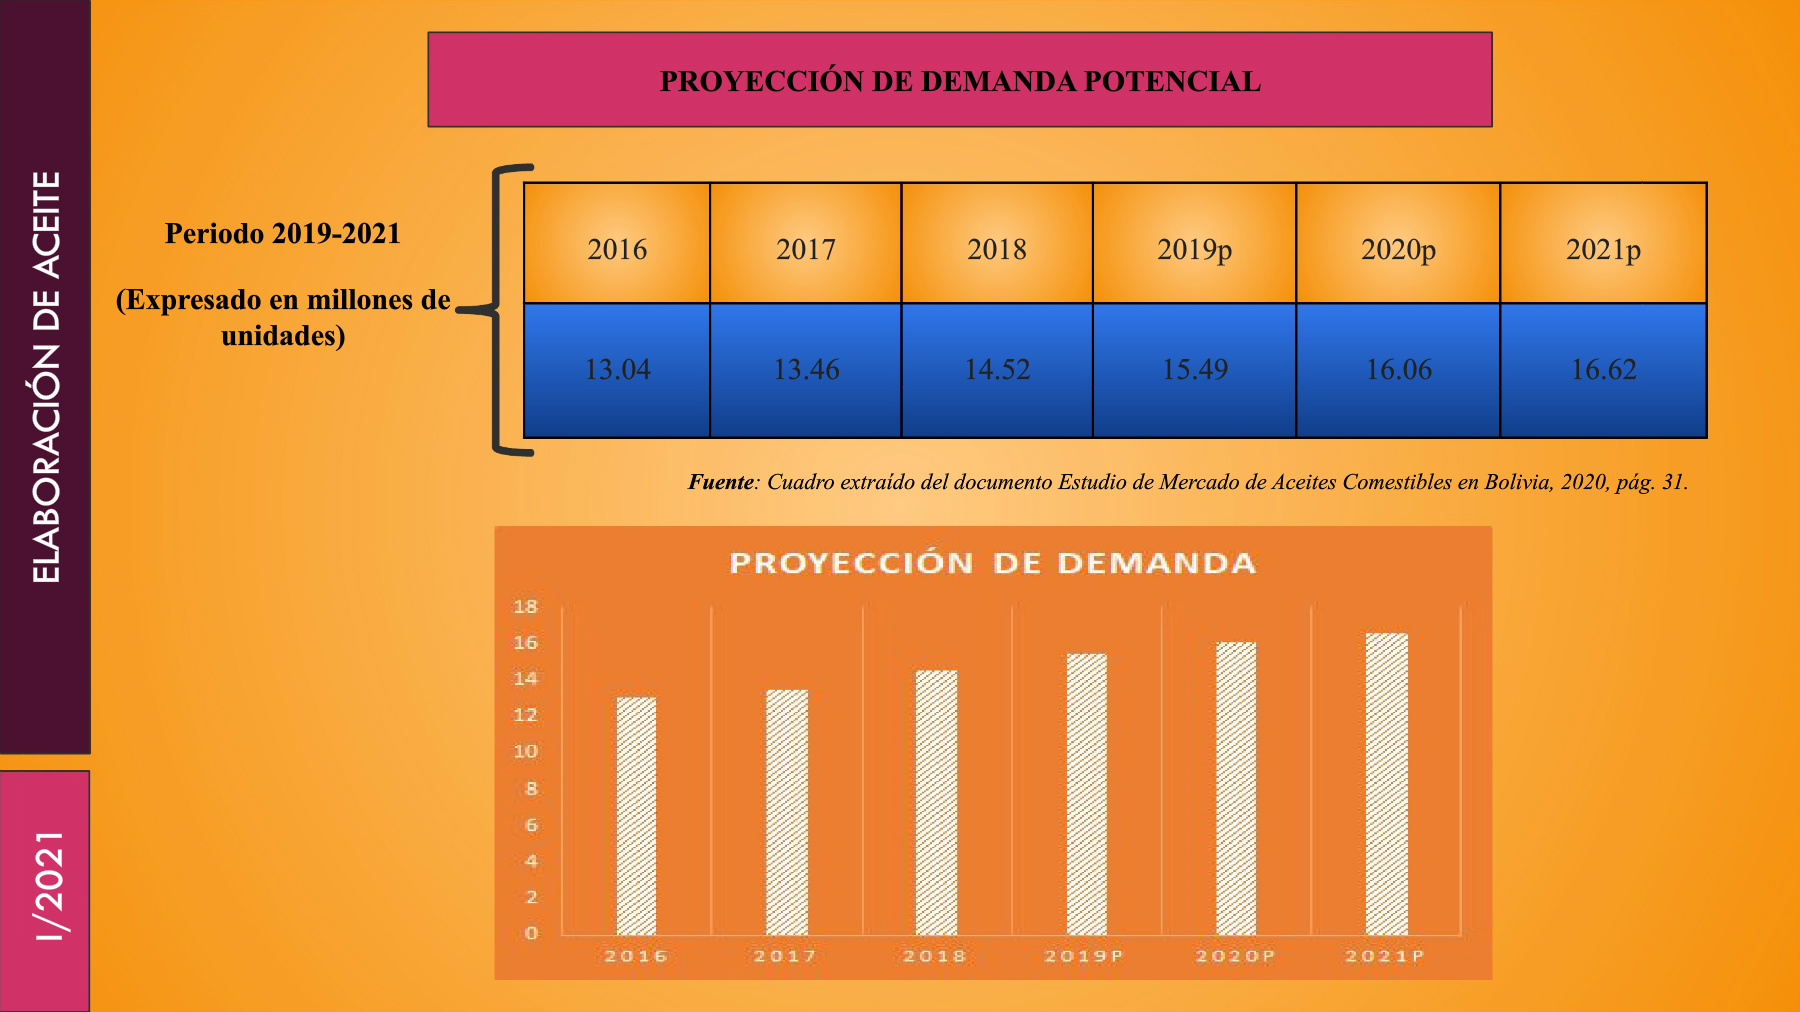 ELABORACIÓN DE ACEITE
I/2021
PROYECCIÓN DE DEMANDA POTENCIAL
Periodo 2019-2021
(Expresado en millones de
unidades)
2016 2017 2018 2019p 2020p 2021p
13.04 13.46 14.52 15.49 16.06 16.62
Fuente: Cuadro extraído del documento Estudio de Mercado de Aceites Comestibles en Bolivia, 2020, pág. 31.
PROYECCIÓN DE DEMANDA
18
16
14
12
10
8
6
4
2
0
2016 2017 2018 2019P 2020P 2021P